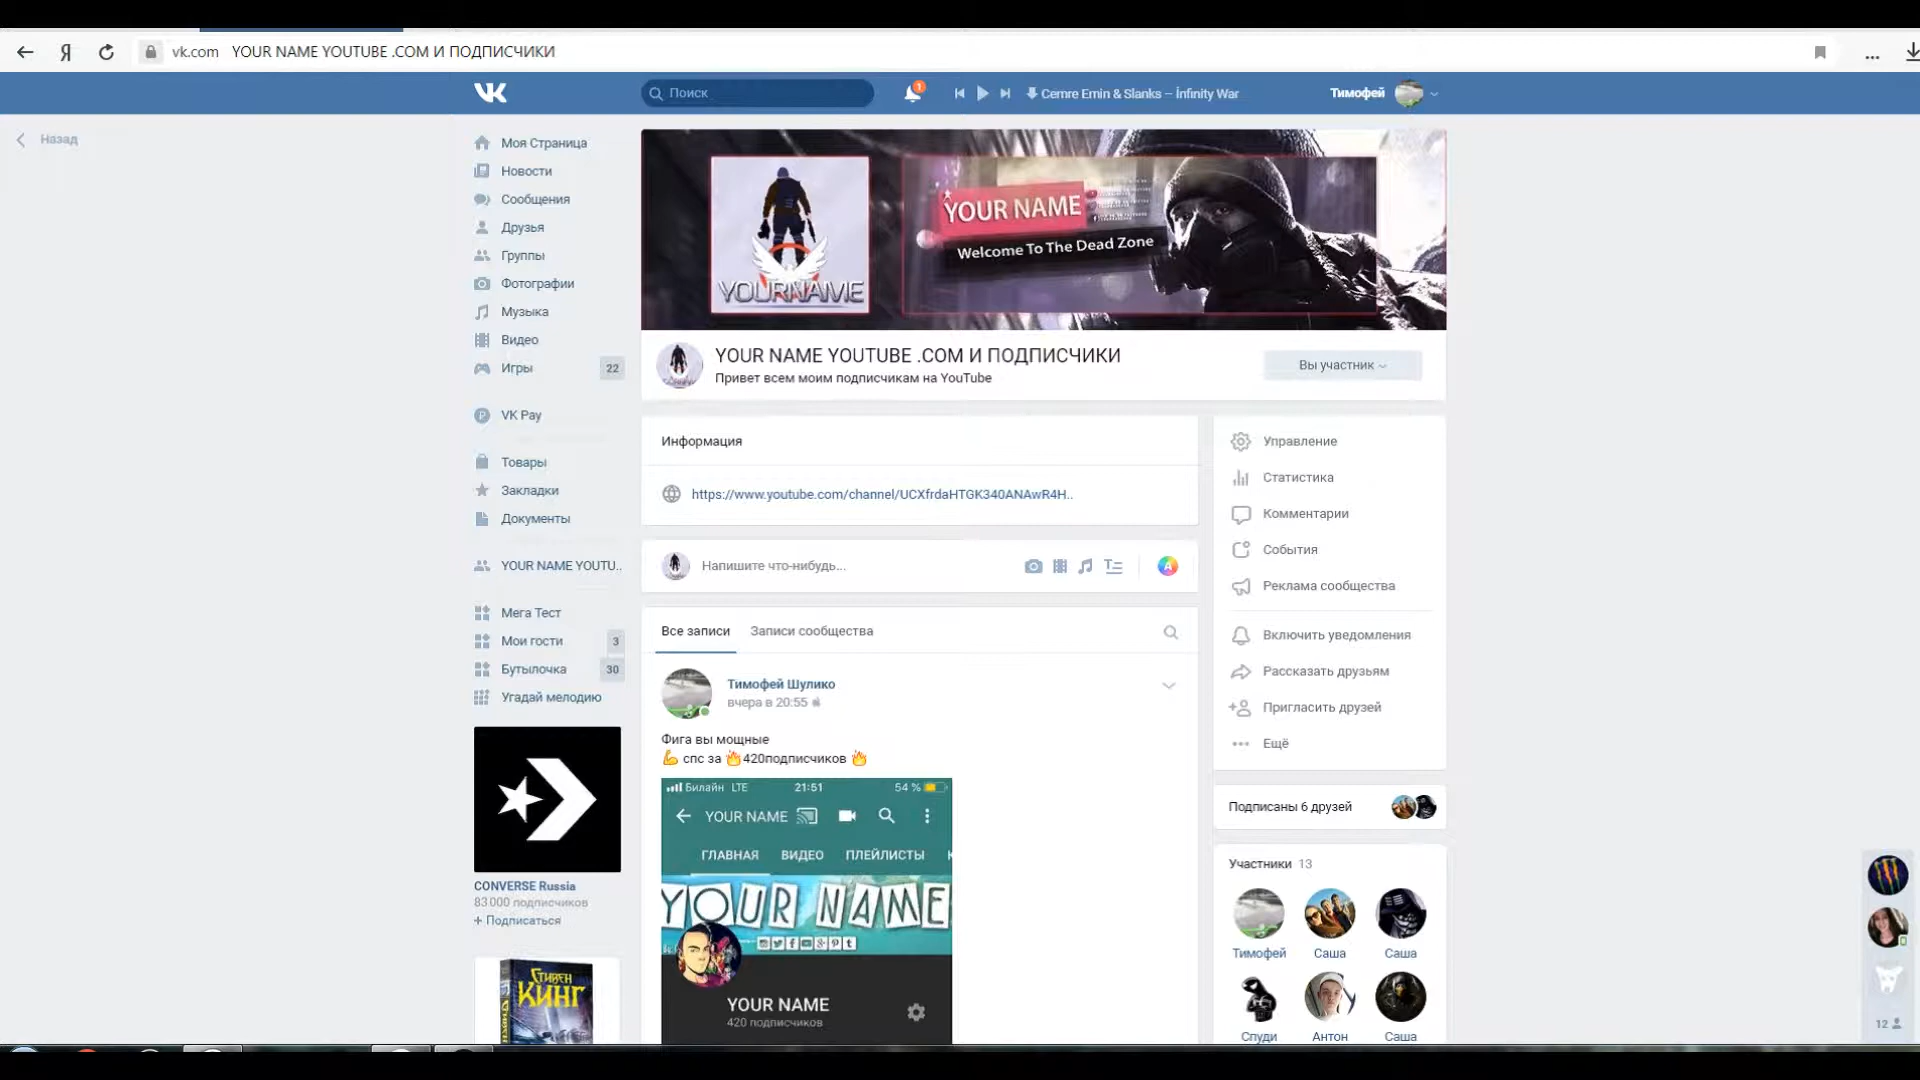 vk.com YOUR NAME YOUTUBE .COM И ПОДПИСЧИКИ
Поиск
1
Cemre Emin & Slanks – İnfinity War
Тимофей
Назад
Моя Страница
Новости
Сообщения
Друзья
Группы
Фотографии
Музыка
Видео
Игры 22
VK Pay
Товары
Закладки
Документы
YOUR NAME YOUTU..
Мега Тест
Мои гости 3
Бутылочка 30
Угадай мелодию
CONVERSE Russia
83 000 подписчиков
+ Подписаться
СТИВЕН
КИНГ
YOURNAME
YOUR NAME
Welcome To The Dead Zone
YOUR NAME YOUTUBE .COM И ПОДПИСЧИКИ
Привет всем моим подписчикам на YouTube
Вы участник
Информация
https://www.youtube.com/channel/UCXfrdaHTGK340ANAwR4H..
Напишите что-нибудь...
Все записи Записи сообщества
Тимофей Шулико
вчера в 20:55
Фига вы мощные
💪 спс за 🔥420подписчиков 🔥
Билайн LTE 21:51 54 %
YOUR NAME
ГЛАВНАЯ ВИДЕО ПЛЕЙЛИСТЫ
YOUR NAME
YOUR NAME
420 подписчиков
Управление
Статистика
Комментарии
События
Реклама сообщества
Включить уведомления
Рассказать друзьям
Пригласить друзей
Ещё
Подписаны 6 друзей
Участники 13
Тимофей Саша Саша
Спуди Антон Саша
12